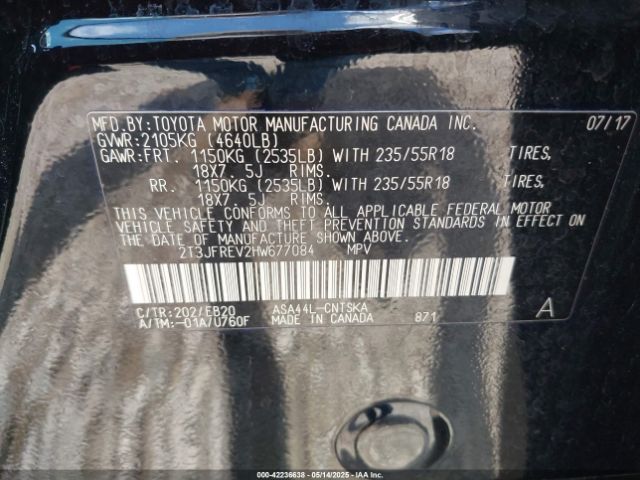 MFD.BY:TOYOTA MOTOR MANUFACTURING CANADA INC. 07/17
GVWR:2105KG (4640LB)
GAWR:FRT. 1150KG (2535LB) WITH 235/55R18 TIRES,
18X7. 5J RIMS.
RR. 1150KG (2535LB) WITH 235/55R18 TIRES,
18X7. 5J RIMS.
THIS VEHICLE CONFORMS TO ALL APPLICABLE FEDERAL MOTOR
VEHICLE SAFETY AND THEFT PREVENTION STANDARDS IN EFFECT ON
THE DATE OF MANUFACTURE SHOWN ABOVE.
2T3JFREV2HW677084 MPV
C/TR:202/EB20 ASA44L-CNTSKA A
A/TM:-01A/U760F MADE IN CANADA 871
000-42236638 - 05/14/2025 - IAA Inc.